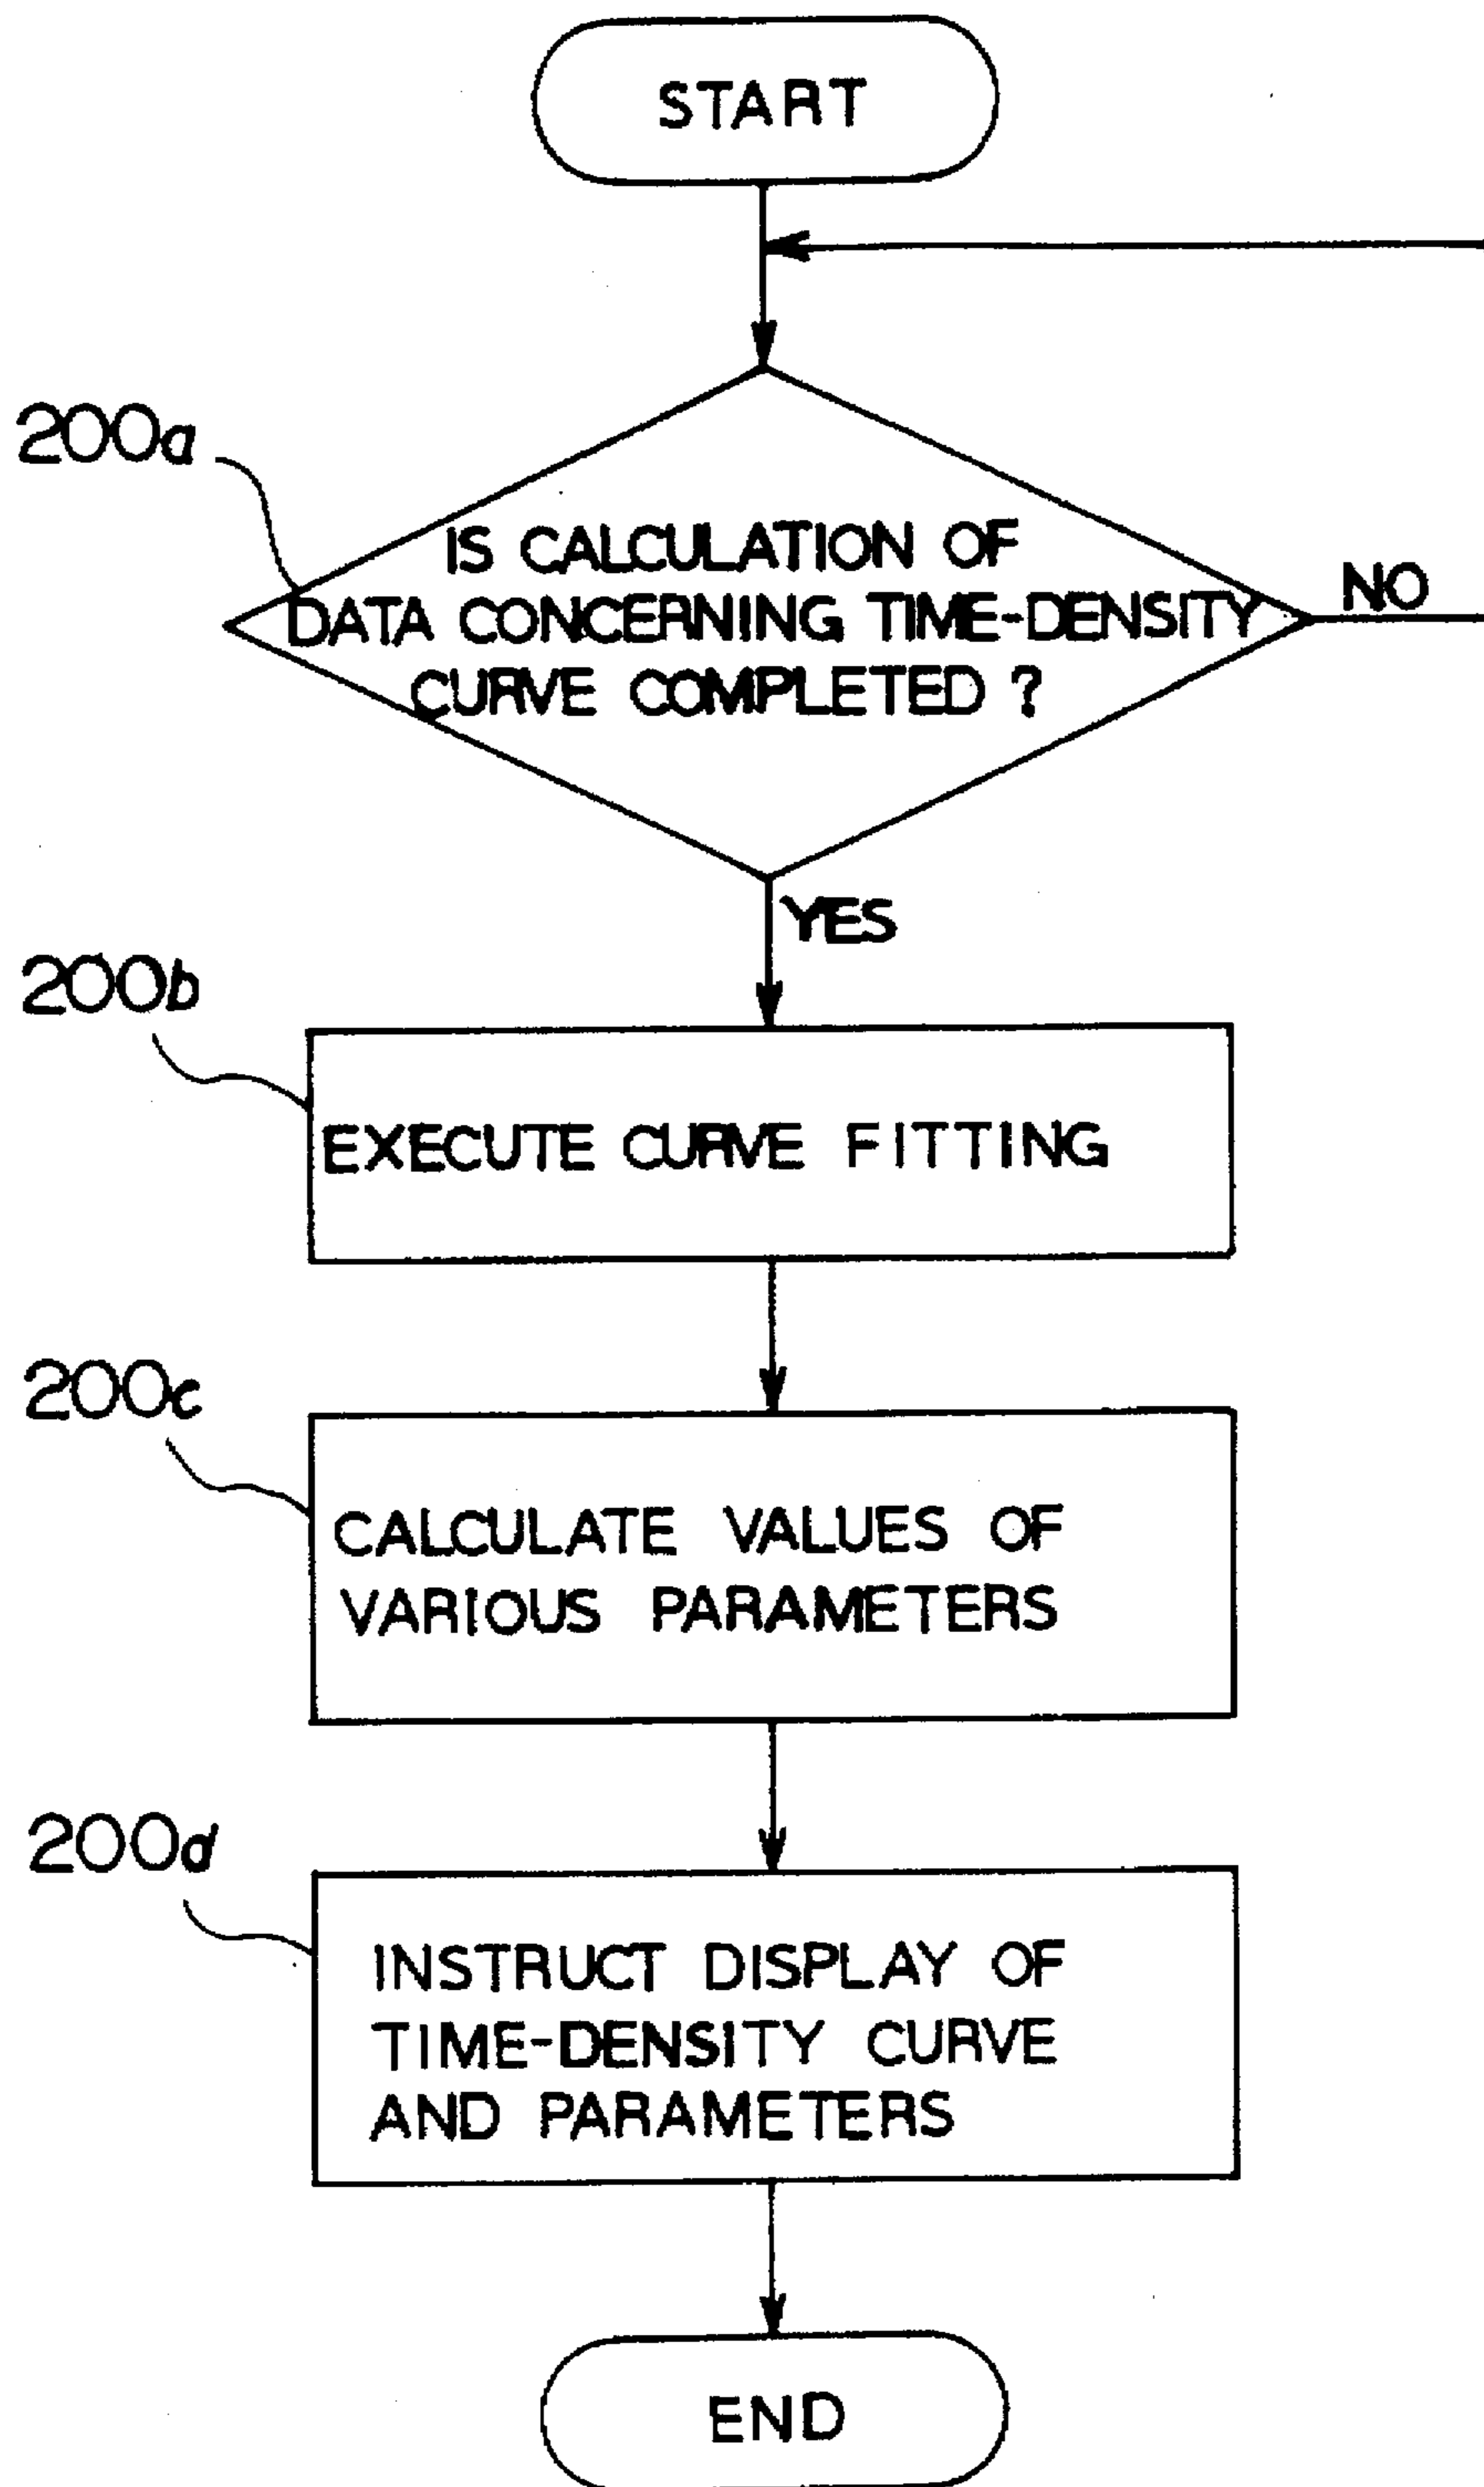 START
200a
IS CALCULATION OF
DATA CONCERNING TIME-DENSITY
CURVE COMPLETED ?
NO
YES
200b
EXECUTE CURVE FITTING
200c
CALCULATE VALUES OF
VARIOUS PARAMETERS
200d
INSTRUCT DISPLAY OF
TIME-DENSITY CURVE
AND PARAMETERS
END